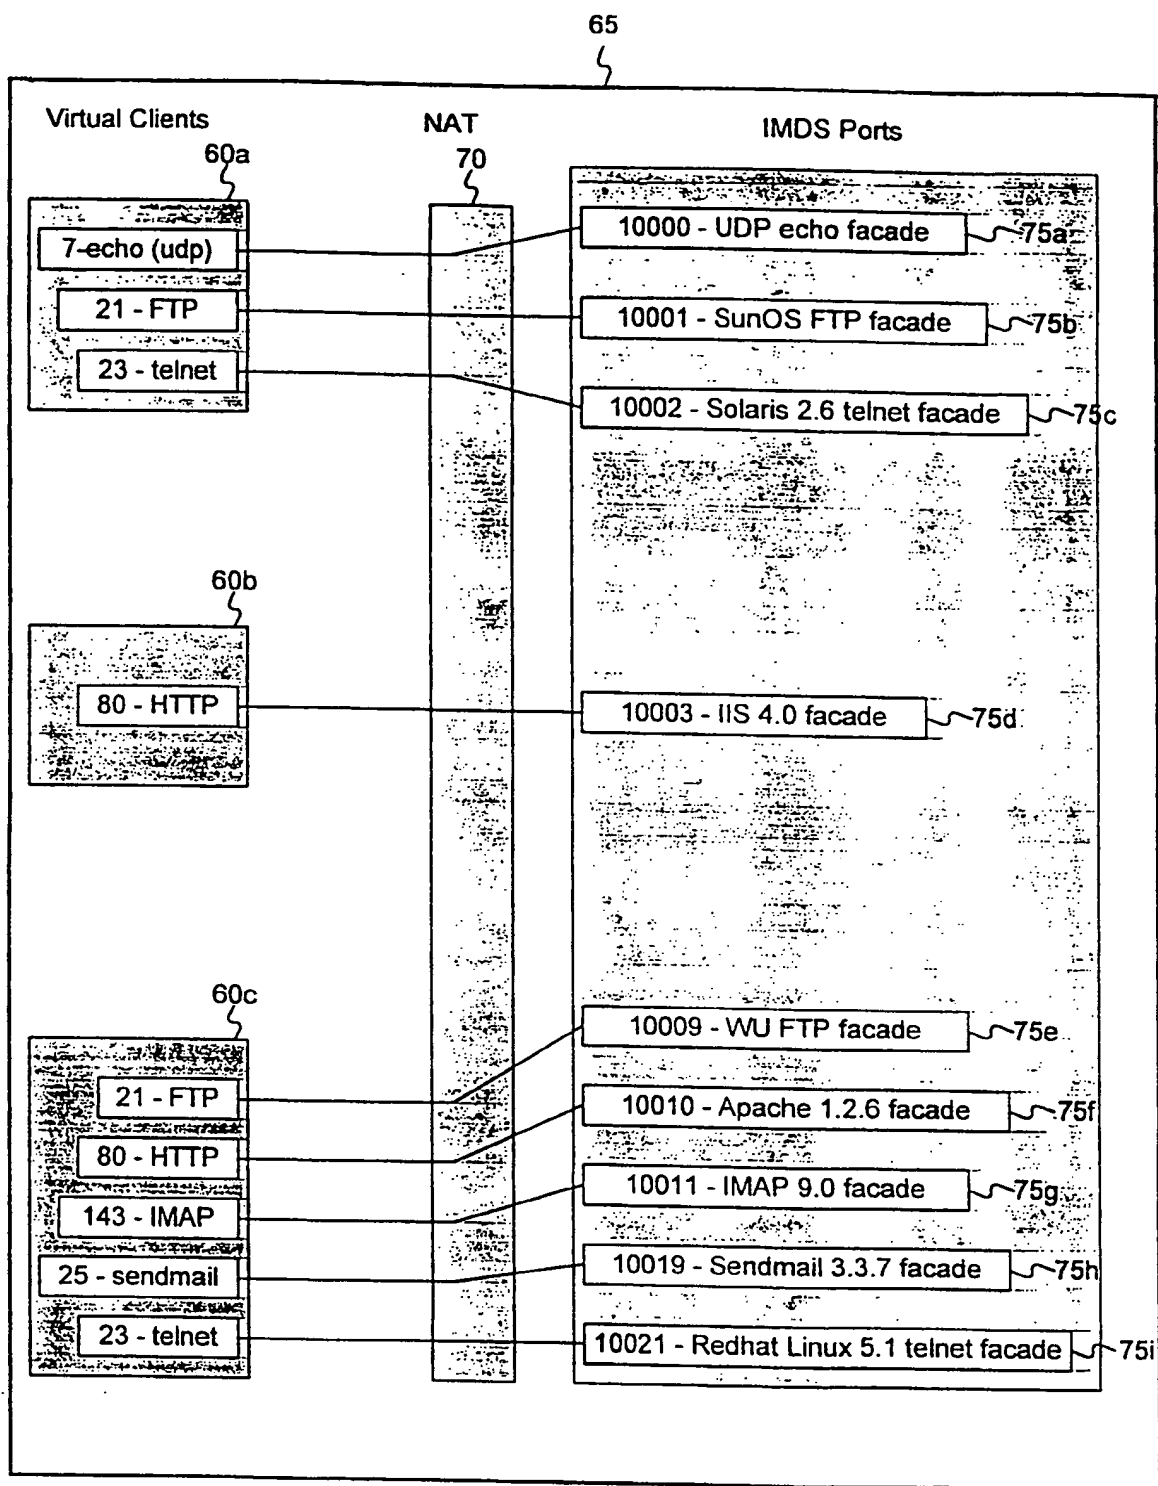 65
Virtual Clients
NAT
IMDS Ports
60a
70
7-echo (udp)
21 - FTP
23 - telnet
10000 - UDP echo facade
75a
10001 - SunOS FTP facade
75b
10002 - Solaris 2.6 telnet facade
75c
60b
80 - HTTP
10003 - IIS 4.0 facade
75d
60c
21 - FTP
80 - HTTP
143 - IMAP
25 - sendmail
23 - telnet
10009 - WU FTP facade
75e
10010 - Apache 1.2.6 facade
75f
10011 - IMAP 9.0 facade
75g
10019 - Sendmail 3.3.7 facade
75h
10021 - Redhat Linux 5.1 telnet facade
75i